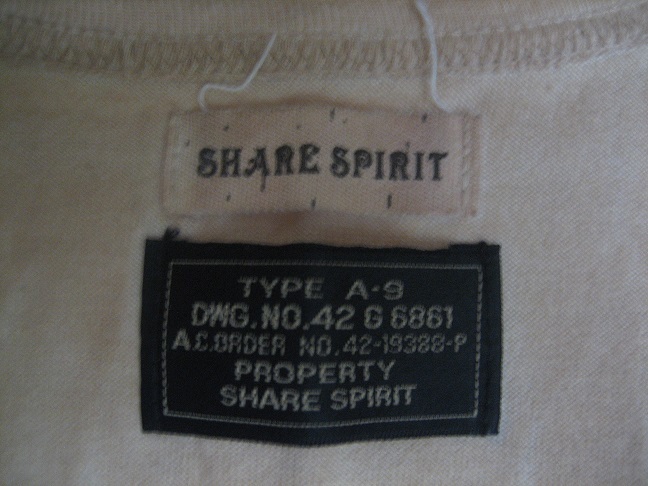 SHARE SPIRIT
TYPE A-9
DWG.NO.42 G 6861
A.C.ORDER NO. 42-19388-P
PROPERTY
SHARE SPIRIT